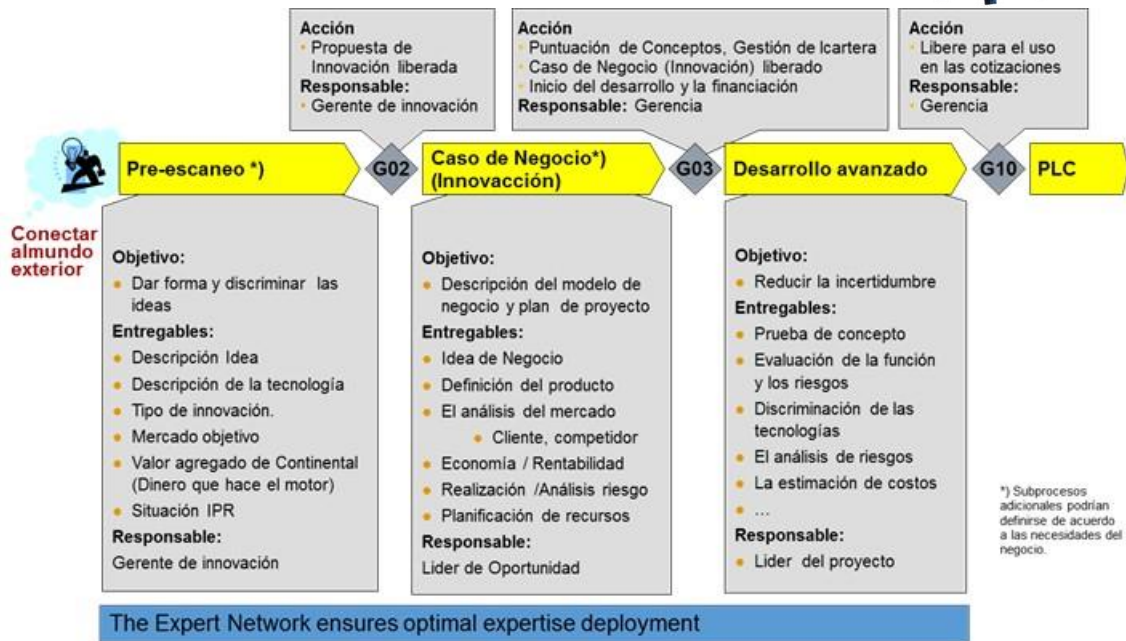 Acción
Propuesta de
Innovación liberada
Responsable:
Gerente de innovación
Acción
Puntuación de Conceptos, Gestión de lcartera
Caso de Negocio (Innovación) liberado
Inicio del desarrollo y la financiación
Responsable: Gerencia
Acción
Libere para el uso
en las cotizaciones
Responsable:
Gerencia
Pre-escaneo *)
G02
Caso de Negocio*)
(Innovacción)
G03
Desarrollo avanzado
G10
PLC
Conectar
almundo
exterior
Objetivo:
Dar forma y discriminar las
ideas
Entregables:
Descripción Idea
Descripción de la tecnología
Tipo de innovación.
Mercado objetivo
Valor agregado de Continental
(Dinero que hace el motor)
Situación IPR
Responsable:
Gerente de innovación
Objetivo:
Descripción del modelo de
negocio y plan de proyecto
Entregables:
Idea de Negocio
Definición del producto
El análisis del mercado
Cliente, competidor
Economía / Rentabilidad
Realización /Análisis riesgo
Planificación de recursos
Responsable:
Lider de Oportunidad
Objetivo:
Reducir la incertidumbre
Entregables:
Prueba de concepto
Evaluación de la función
y los riesgos
Discriminación de las
tecnologías
El análisis de riesgos
La estimación de costos
...
Responsable:
Lider del proyecto
*) Subprocesos
adicionales podrían
definirse de acuerdo
a las necesidades del
negocio.
The Expert Network ensures optimal expertise deployment